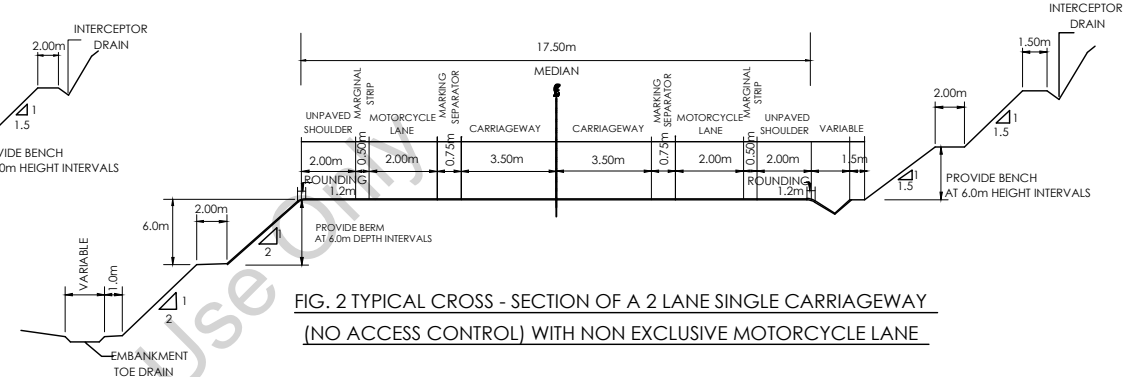 INTERCEPTOR
DRAIN
2.00m
1
1.5
VIDE BENCH
0m HEIGHT INTERVALS
17.50m
MEDIAN
UNPAVED
SHOULDER
MARGINAL
STRIP
MOTORCYCLE
LANE
MARKING
SEPARATOR
CARRIAGEWAY
CARRIAGEWAY
MARKING
SEPARATOR
MOTORCYCLE
LANE
MARGINAL
STRIP
UNPAVED
SHOULDER
VARIABLE
2.00m
0.50m
2.00m
0.75m
3.50m
3.50m
0.75m
2.00m
0.50m
2.00m
1.5m
ROUNDING
1.2m
ROUNDING
1.2m
INTERCEPTOR
DRAIN
1.50m
2.00m
1
1.5
1
1.5
PROVIDE BENCH
AT 6.0m HEIGHT INTERVALS
2.00m
6.0m
1
2
PROVIDE BERM
AT 6.0m DEPTH INTERVALS
VARIABLE
1.0m
1
2
EMBANKMENT
TOE DRAIN
Use Only
FIG. 2 TYPICAL CROSS - SECTION OF A 2 LANE SINGLE CARRIAGEWAY
(NO ACCESS CONTROL) WITH NON EXCLUSIVE MOTORCYCLE LANE